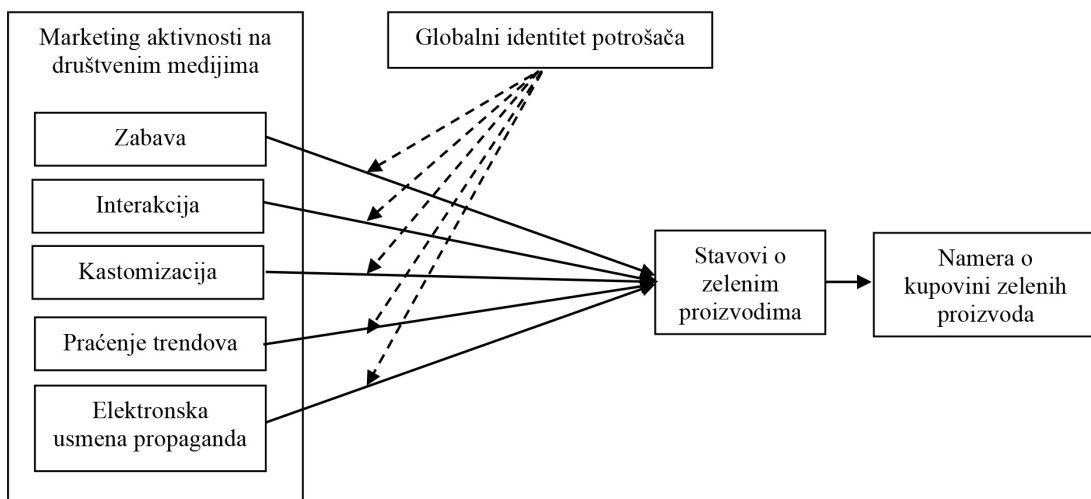 Marketing aktivnosti na
društvenim medijima
Globalni identitet potrošača
Zabava
Interakcija
Kastomizacija
Praćenje trendova
Elektronska
usmena propaganda
Stavovi o
zelenim
proizvodima
Namera o
kupovini zelenih
proizvoda